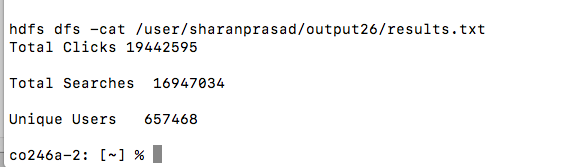 hdfs dfs -cat /user/sharanprasad/output26/results.txt
Total Clicks 19442595
Total Searches  16947034
Unique Users   657468
co246a-2: [~] %